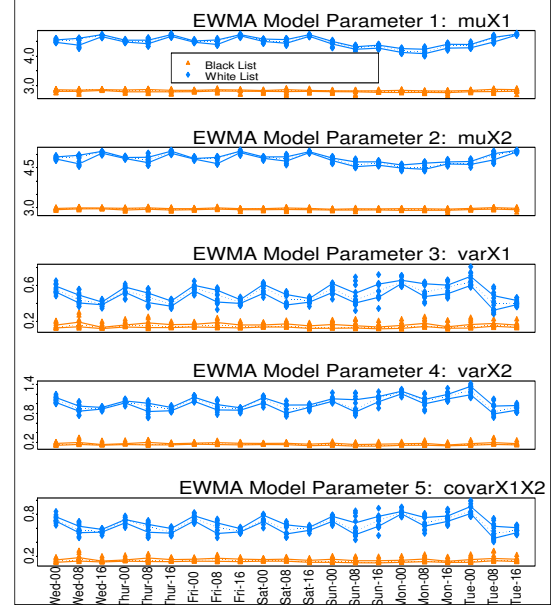 EWMA Model Parameter 1: muX1
4.0
3.0
Black List
White List
EWMA Model Parameter 2: muX2
4.5
3.0
EWMA Model Parameter 3: varX1
0.6
0.2
EWMA Model Parameter 4: varX2
1.4
0.8
0.2
EWMA Model Parameter 5: covarX1X2
0.8
0.2
Wed-00
Wed-08
Wed-16
Thur-00
Thur-08
Thur-16
Fri-00
Fri-08
Fri-16
Sat-00
Sat-08
Sat-16
Sun-00
Sun-08
Sun-16
Mon-00
Mon-08
Mon-16
Tue-00
Tue-08
Tue-16